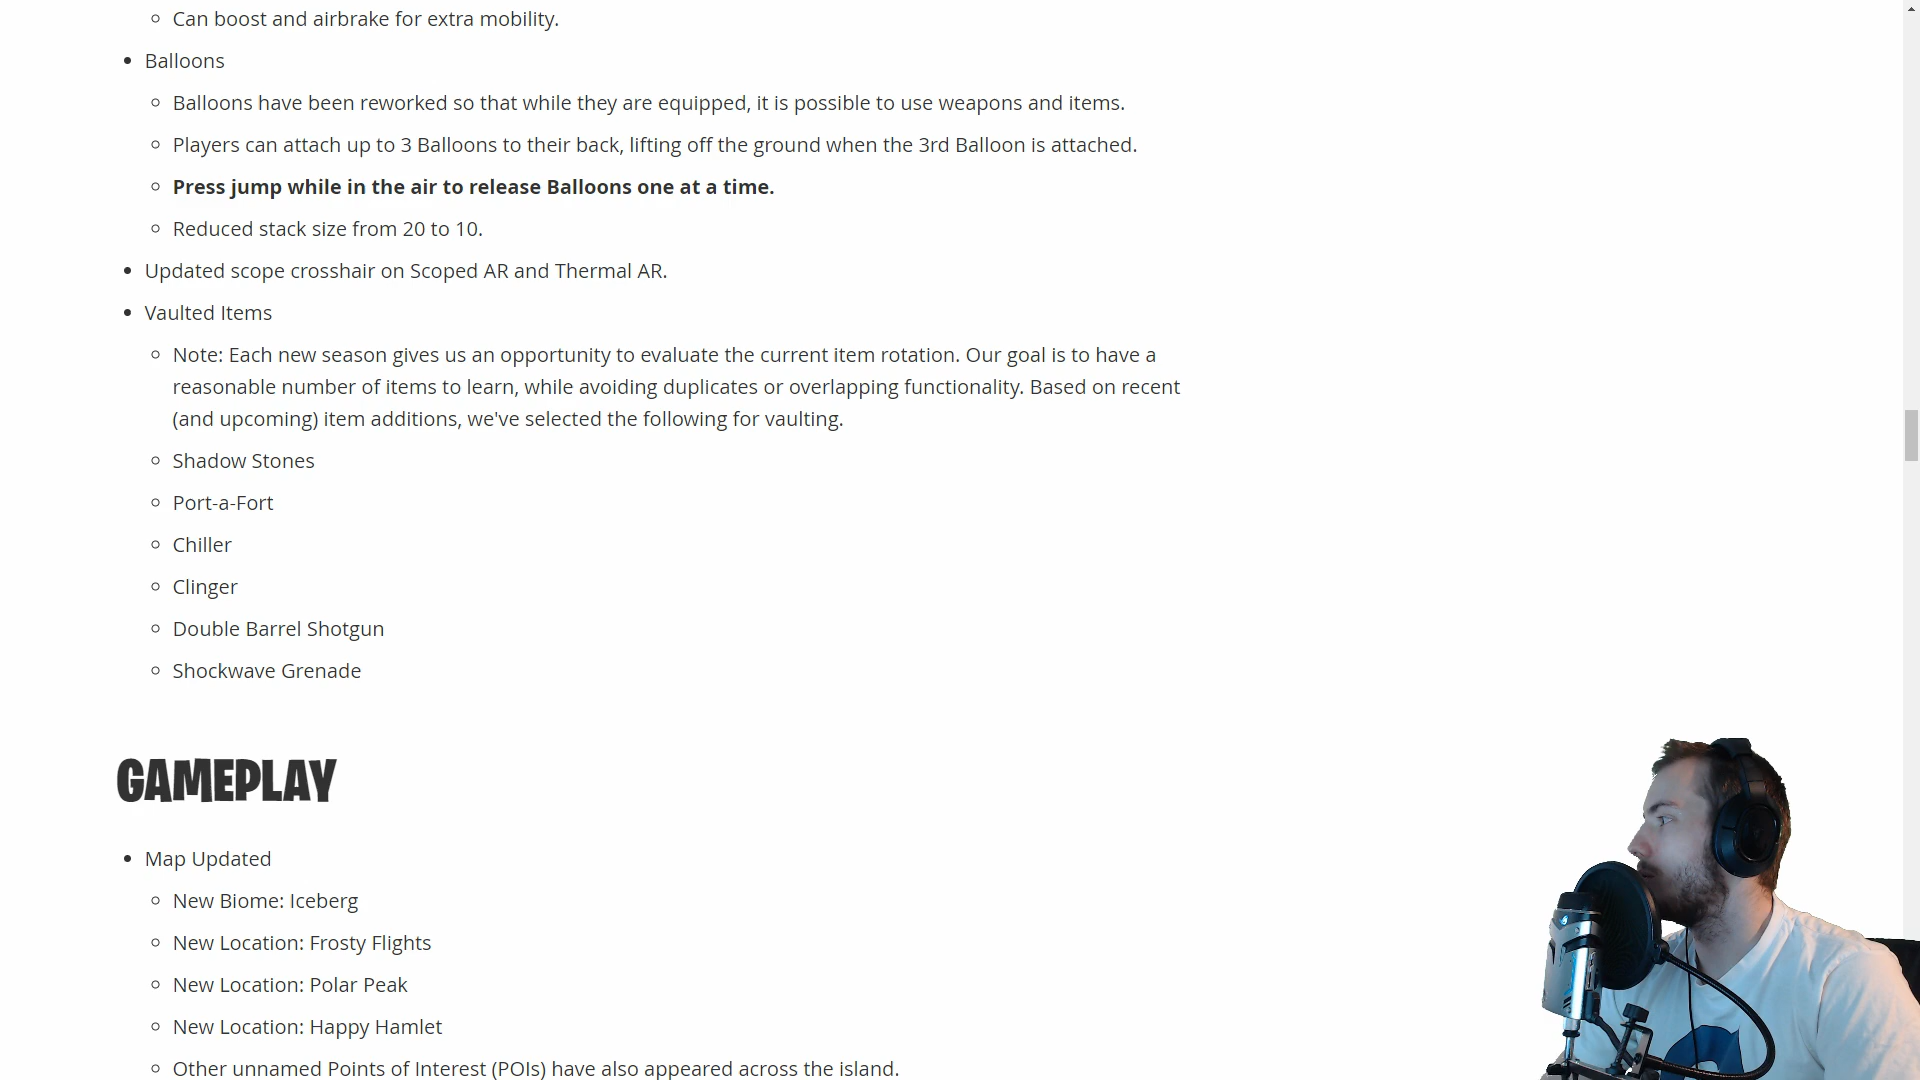 Can boost and airbrake for extra mobility.
Balloons
Balloons have been reworked so that while they are equipped, it is possible to use weapons and items.
Players can attach up to 3 Balloons to their back, lifting off the ground when the 3rd Balloon is attached.
Press jump while in the air to release Balloons one at a time.
Reduced stack size from 20 to 10.
Updated scope crosshair on Scoped AR and Thermal AR.
Vaulted Items
Note: Each new season gives us an opportunity to evaluate the current item rotation. Our goal is to have a
reasonable number of items to learn, while avoiding duplicates or overlapping functionality. Based on recent
(and upcoming) item additions, we've selected the following for vaulting.
Shadow Stones
Port-a-Fort
Chiller
Clinger
Double Barrel Shotgun
Shockwave Grenade
GAMEPLAY
Map Updated
New Biome: Iceberg
New Location: Frosty Flights
New Location: Polar Peak
New Location: Happy Hamlet
Other unnamed Points of Interest (POIs) have also appeared across the island.